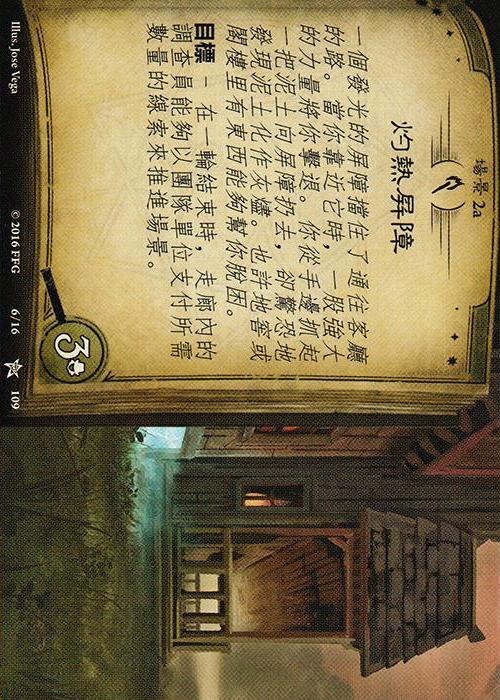 場景 2a
灼熱屏障
一個發光的屏障擋住了通往客廳
的路。當你靠近它時，一股強大
的力量將你擊退。你從手邊抓起
一把泥土向屏障扔去，卻驚恐地
發現泥土化作灰燼。也許地窖或
閣樓里有東西能夠幫你脫困。
目標 － 在一輪結束時，走廊內的
調查員能夠以團隊單位支付所需
數量的線索來推進場景。
3
Illus. Jose Vega
© 2016 FFG
6/16
109